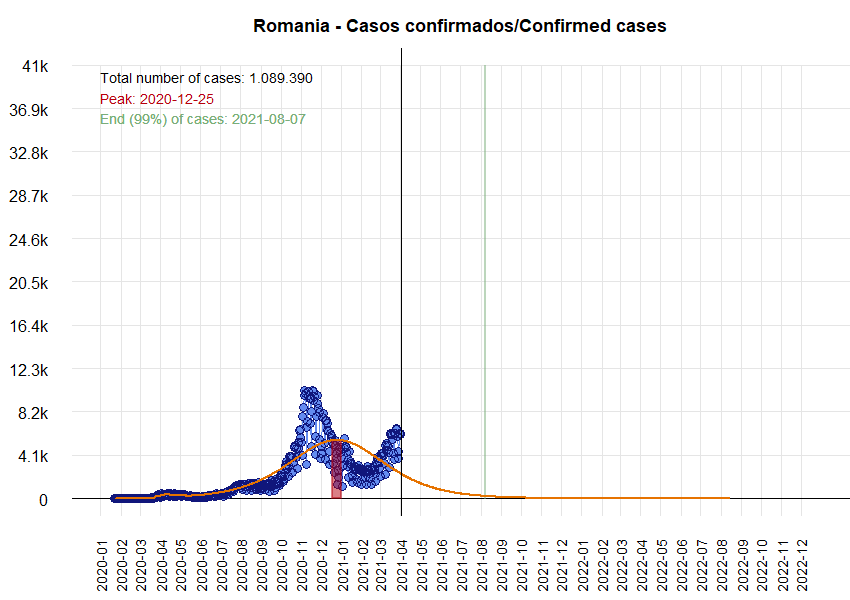 Romania - Casos confirmados/Confirmed cases
41k
Total number of cases: 1.089.390
Peak: 2020-12-25
36.9k
End (99%) of cases: 2021-08-07
32.8k
28.7k
24.6k
20.5k
16.4k
12.3k
8.2k
4.1k
0
2020-01
2020-02
2020-03
2020-04
2020-05
2020-06
2020-07
2020-08
2020-09
2020-10
2020-11
2020-12
2021-01
2021-02
2021-03
2021-04
2021-05
2021-06
2021-07
2021-08
2021-09
2021-10
2021-11
2021-12
2022-01
2022-02
2022-03
2022-04
2022-05
2022-06
2022-07
2022-08
2022-09
2022-10
2022-11
2022-12